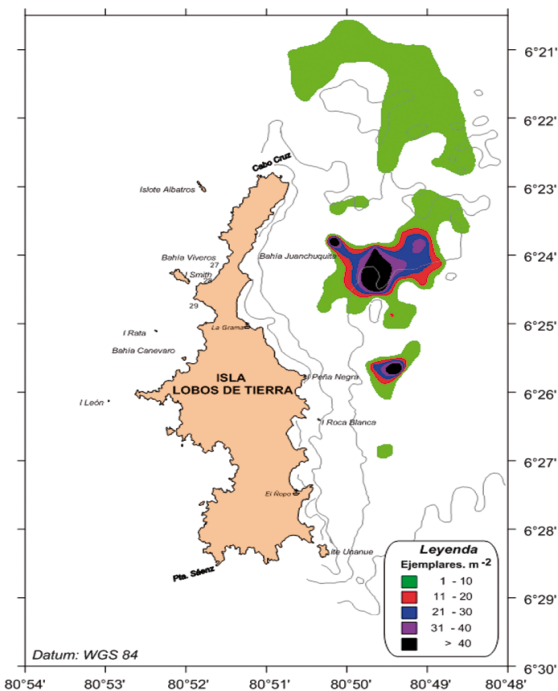 6°21'
6°22'
Cabo Cruz
6°23'
Islote Albatros
6°24'
Bahía Viveros
Bahía Juanchuquita
27
I Smith
28
29
6°25'
La Grama
I Rata
Bahía Canevaro
I Peña Negra
ISLA
LOBOS DE TIERRA
6°26'
I León
I Roca Blanca
6°27'
El Ñopo
6°28'
Ite Unanue
Pta. Sáenz
6°29'
Leyenda
Ejemplares. m-2
1 - 10
11 - 20
21 - 30
31 - 40
> 40
Datum: WGS 84
6°30'
80°54' 80°53' 80°52' 80°51' 80°50' 80°49' 80°48'